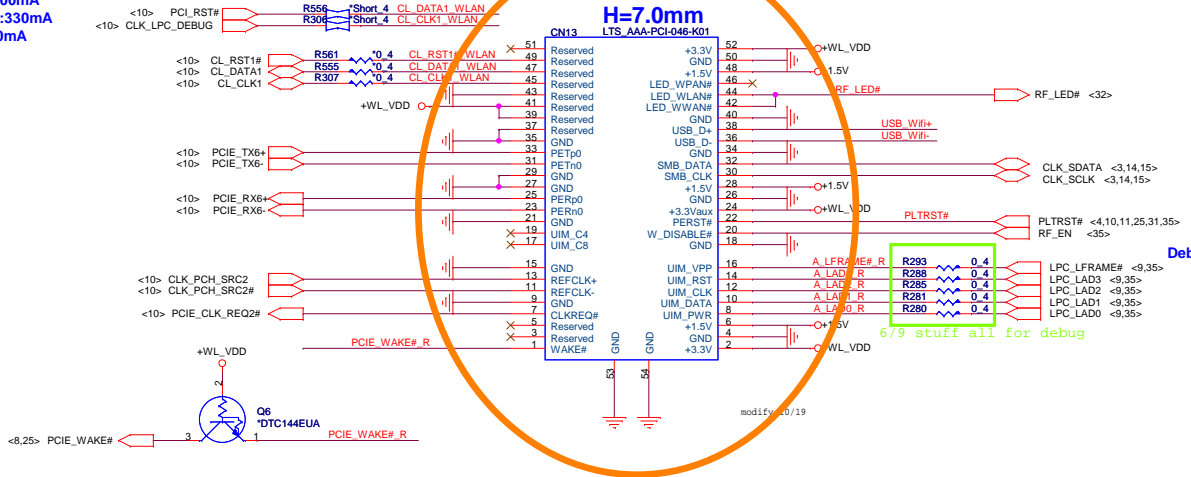 00mA
:330mA
0mA
<10> PCI_RST# R556 *Short_4 CL_DATA1_WLAN
<10> CLK_LPC_DEBUG R306 *Short_4 CL_CLK1_WLAN
H=7.0mm
CN13 LTS_AAA-PCI-046-K01
<10> CL_RST1# R561 *0_4 CL_RST1#_WLAN
<10> CL_DATA1 R555 *0_4 CL_DATA1_WLAN
<10> CL_CLK1 R307 *0_4 CL_CLK1_WLAN
+WL_VDD
51 Reserved +3.3V 52 +WL_VDD
49 Reserved GND 50
47 Reserved +1.5V 48 +1.5V
45 Reserved LED_WPAN# 46
43 Reserved LED_WLAN# 44 RF_LED# RF_LED# <32>
41 Reserved LED_WWAN# 42
39 Reserved GND 40
37 Reserved USB_D+ 38 USB_Wifi+
35 GND USB_D- 36 USB_Wifi-
<10> PCIE_TX6+ 33 PETp0 GND 34
<10> PCIE_TX6- 31 PETn0 SMB_DATA 32 CLK_SDATA <3,14,15>
29 GND SMB_CLK 30 CLK_SCLK <3,14,15>
27 GND +1.5V 28 +1.5V
<10> PCIE_RX6+ 25 PERp0 GND 26
<10> PCIE_RX6- 23 PERn0 +3.3Vaux 24 +WL_VDD
21 GND PERST# 22 PLTRST# PLTRST# <4,10,11,25,31,35>
19 UIM_C4 W_DISABLE# 20 RF_EN <35>
17 UIM_C8 GND 18
Deb
15 GND UIM_VPP 16 A_LFRAME#_R R293 0_4 LPC_LFRAME# <9,35>
<10> CLK_PCH_SRC2 13 REFCLK+ UIM_RST 14 A_LAD3_R R288 0_4 LPC_LAD3 <9,35>
<10> CLK_PCH_SRC2# 11 REFCLK- UIM_CLK 12 A_LAD2_R R285 0_4 LPC_LAD2 <9,35>
9 GND UIM_DATA 10 A_LAD1_R R281 0_4 LPC_LAD1 <9,35>
<10> PCIE_CLK_REQ2# 7 CLKREQ# UIM_PWR 8 A_LAD0_R R280 0_4 LPC_LAD0 <9,35>
5 Reserved +1.5V 6 +1.5V
3 Reserved GND 4
PCIE_WAKE#_R 1 WAKE# +3.3V 2 +WL_VDD
6/9 stuff all for debug
GND GND
53 54
+WL_VDD
2
Q6
*DTC144EUA
modify 10/19
<8,25> PCIE_WAKE# 3 1 PCIE_WAKE#_R